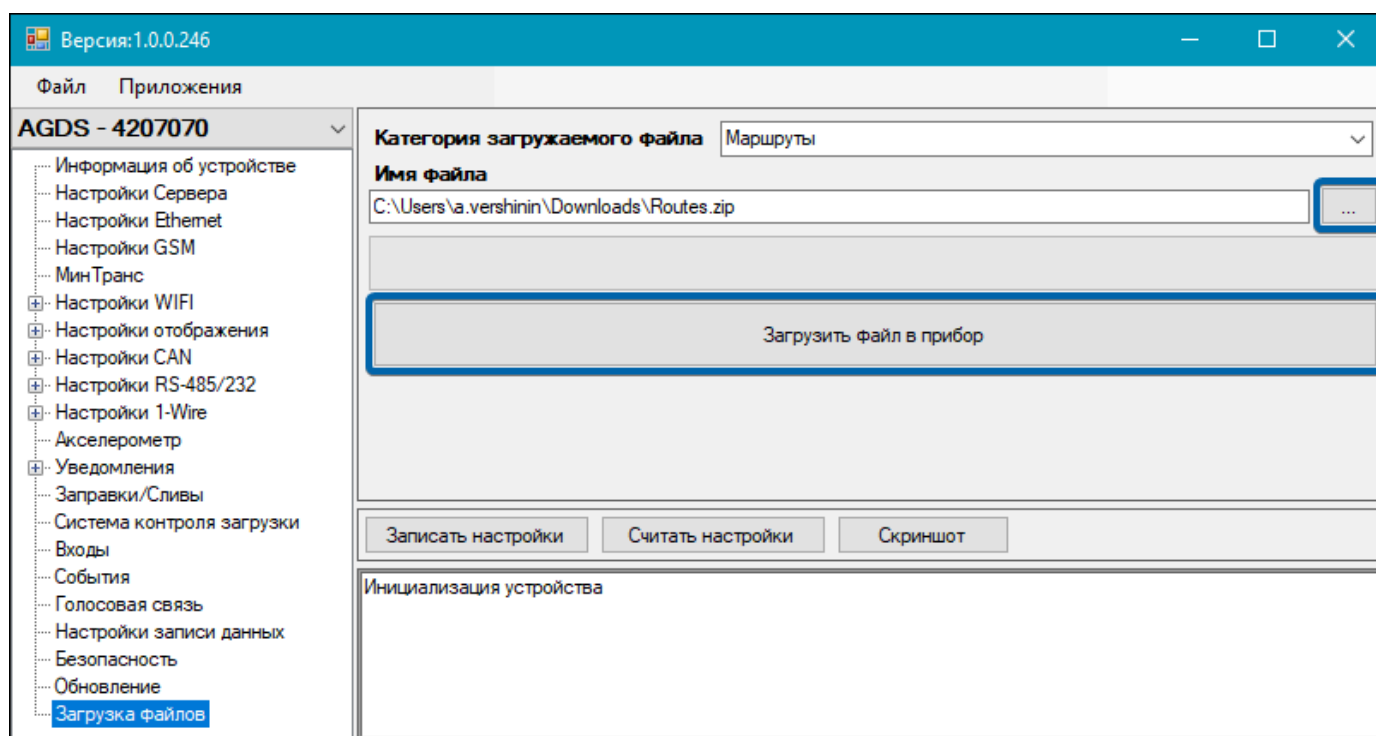 Версия:1.0.0.246
Файл Приложения
AGDS - 4207070
Информация об устройстве
Настройки Сервера
Настройки Ethernet
Настройки GSM
МинТранс
Настройки WIFI
Настройки отображения
Настройки CAN
Настройки RS-485/232
Настройки 1-Wire
Акселерометр
Уведомления
Заправки/Сливы
Система контроля загрузки
Входы
События
Голосовая связь
Настройки записи данных
Безопасность
Обновление
Загрузка файлов
Категория загружаемого файла Маршруты
Имя файла
C:\Users\a.vershinin\Downloads\Routes.zip ...
Загрузить файл в прибор
Записать настройки Считать настройки Скриншот
Инициализация устройства